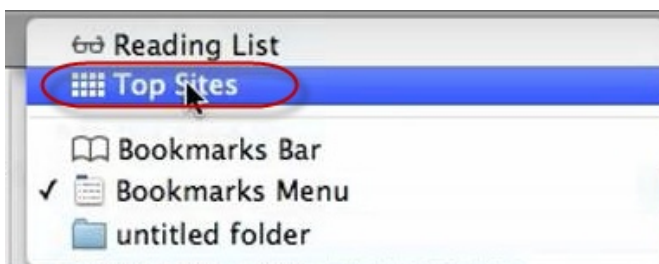 Reading List
Top Sites
Bookmarks Bar
Bookmarks Menu
untitled folder